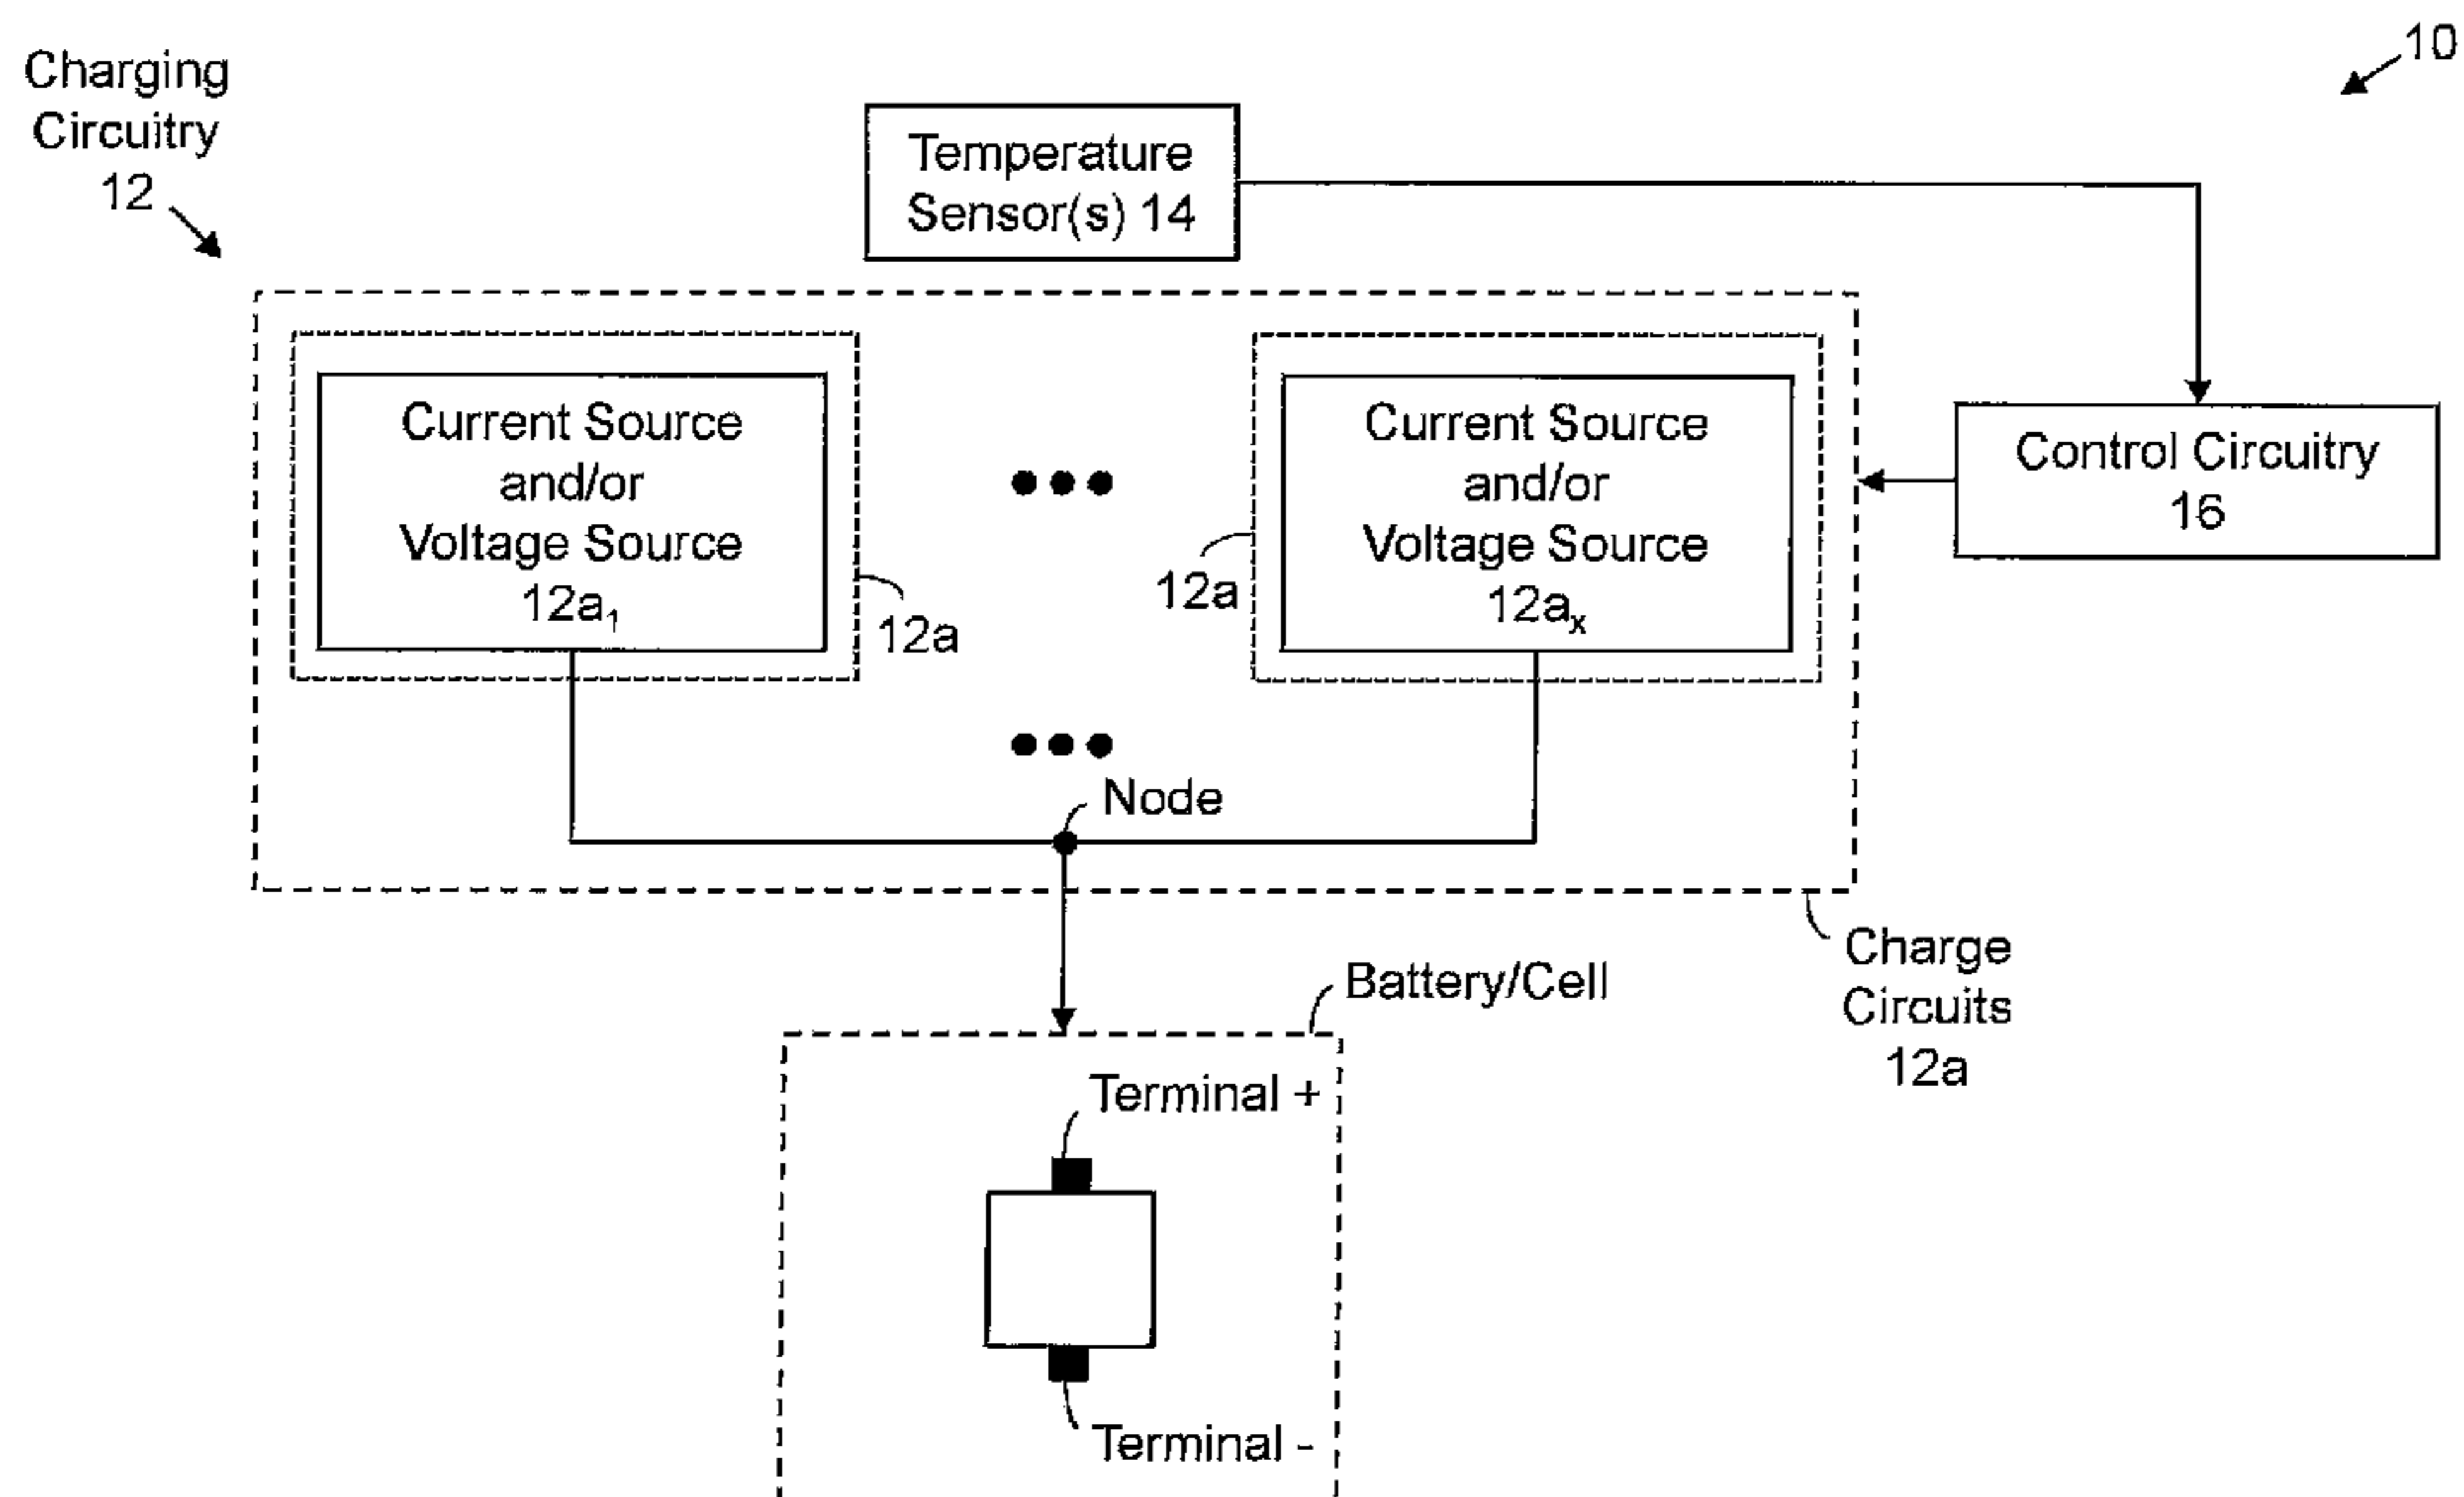 10
Charging
Circuitry
12
Temperature
Sensor(s) 14
Current Source
and/or
Voltage Source
12a₁
12a
Current Source
and/or
Voltage Source
12aₓ
12a
Control Circuitry
16
Node
Charge
Circuits
12a
Battery/Cell
Terminal +
Terminal -